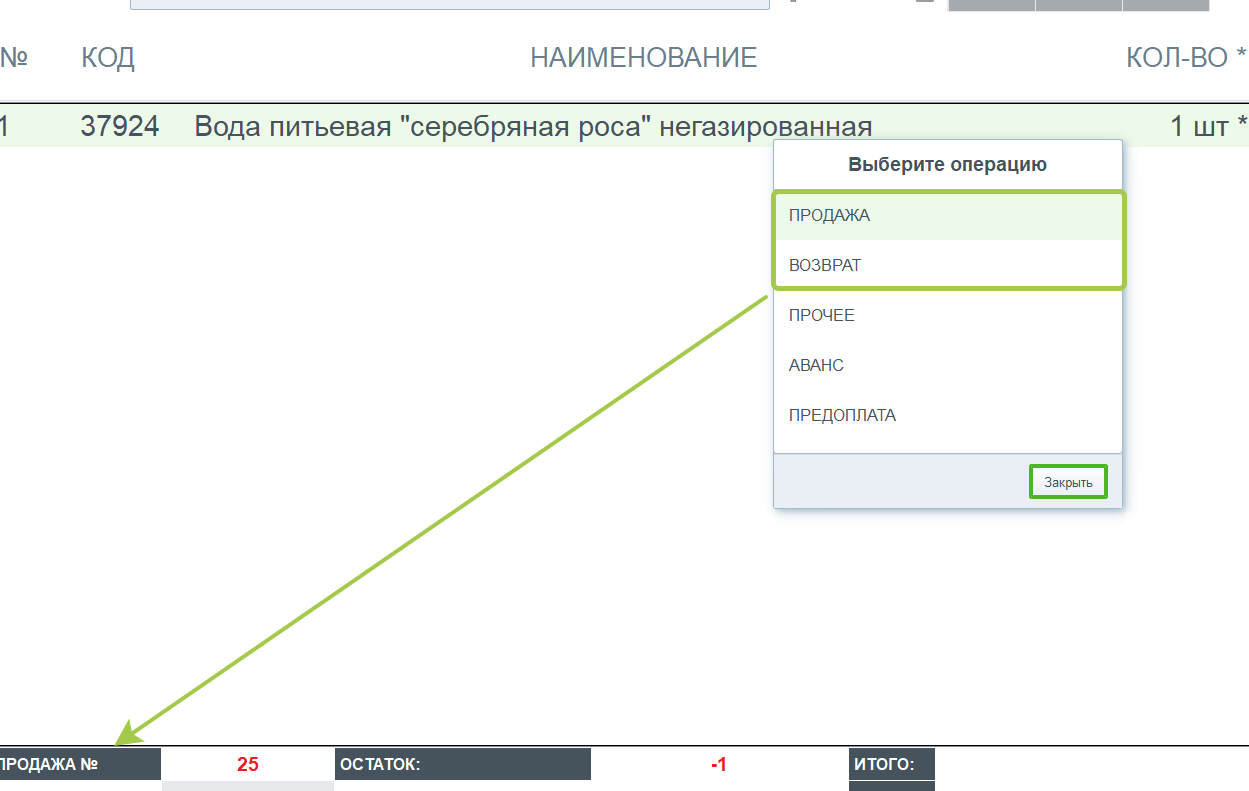 № КОД НАИМЕНОВАНИЕ КОЛ-ВО *
1 37924 Вода питьевая "серебряная роса" негазированная 1 шт *
Выберите операцию
ПРОДАЖА
ВОЗВРАТ
ПРОЧЕЕ
АВАНС
ПРЕДОПЛАТА
Закрыть
ПРОДАЖА № 25 ОСТАТОК: -1 ИТОГО: